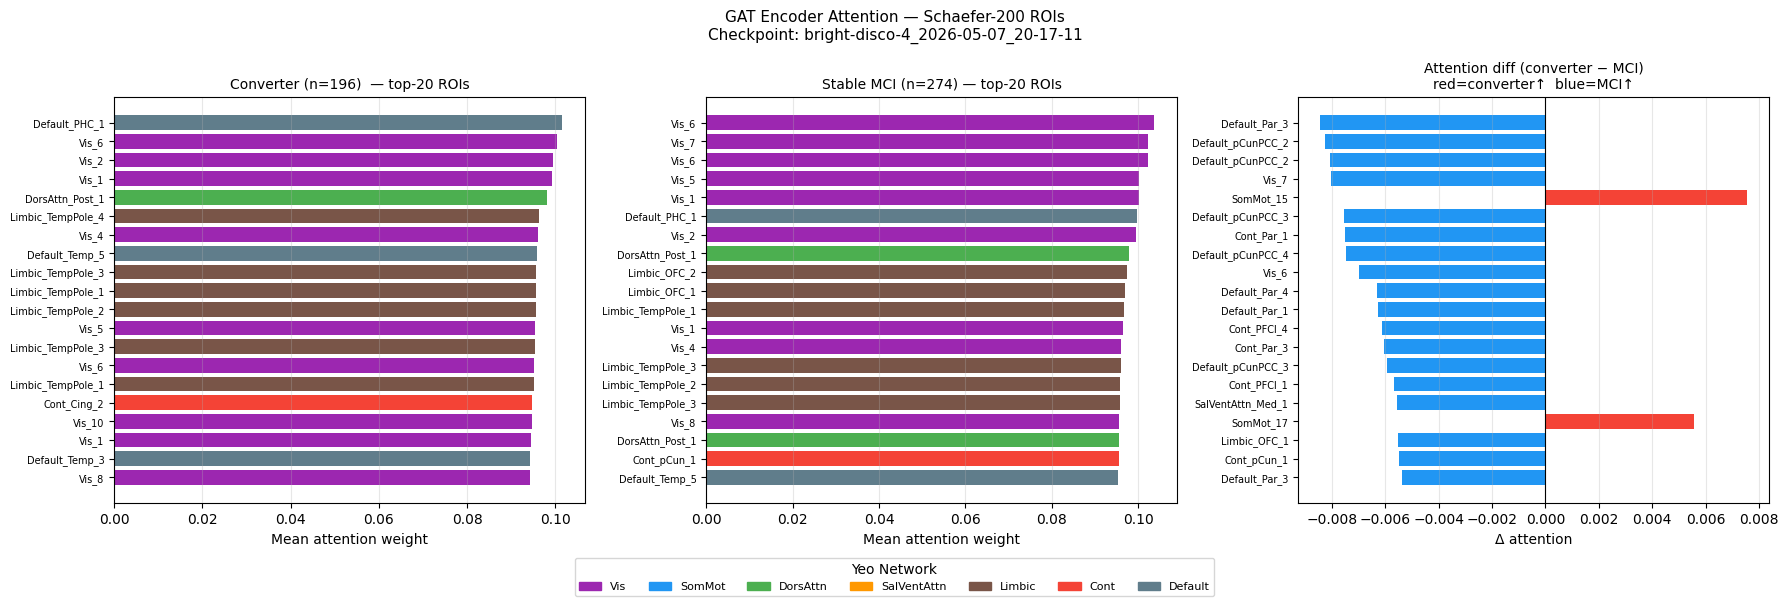 GAT Encoder Attention — Schaefer-200 ROIs
Checkpoint: bright-disco-4_2026-05-07_20-17-11
Converter (n=196)  — top-20 ROIs
Default_PHC_1
Vis_6
Vis_2
Vis_1
DorsAttn_Post_1
Limbic_TempPole_4
Vis_4
Default_Temp_5
Limbic_TempPole_3
Limbic_TempPole_1
Limbic_TempPole_2
Vis_5
Limbic_TempPole_3
Vis_6
Limbic_TempPole_1
Cont_Cing_2
Vis_10
Vis_1
Default_Temp_3
Vis_8
0.00 0.02 0.04 0.06 0.08 0.10
Mean attention weight
Stable MCI (n=274) — top-20 ROIs
Vis_6
Vis_7
Vis_6
Vis_5
Vis_1
Default_PHC_1
Vis_2
DorsAttn_Post_1
Limbic_OFC_2
Limbic_OFC_1
Limbic_TempPole_1
Vis_1
Vis_4
Limbic_TempPole_3
Limbic_TempPole_2
Limbic_TempPole_3
Vis_8
DorsAttn_Post_1
Cont_pCun_1
Default_Temp_5
0.00 0.02 0.04 0.06 0.08 0.10
Mean attention weight
Attention diff (converter − MCI)
red=converter↑  blue=MCI↑
Default_Par_3
Default_pCunPCC_2
Default_pCunPCC_2
Vis_7
SomMot_15
Default_pCunPCC_3
Cont_Par_1
Default_pCunPCC_4
Vis_6
Default_Par_4
Default_Par_1
Cont_PFCl_4
Cont_Par_3
Default_pCunPCC_3
Cont_PFCl_1
SalVentAttn_Med_1
SomMot_17
Limbic_OFC_1
Cont_pCun_1
Default_Par_3
−0.008 −0.006 −0.004 −0.002 0.000 0.002 0.004 0.006 0.008
Δ attention
Yeo Network
Vis SomMot DorsAttn SalVentAttn Limbic Cont Default